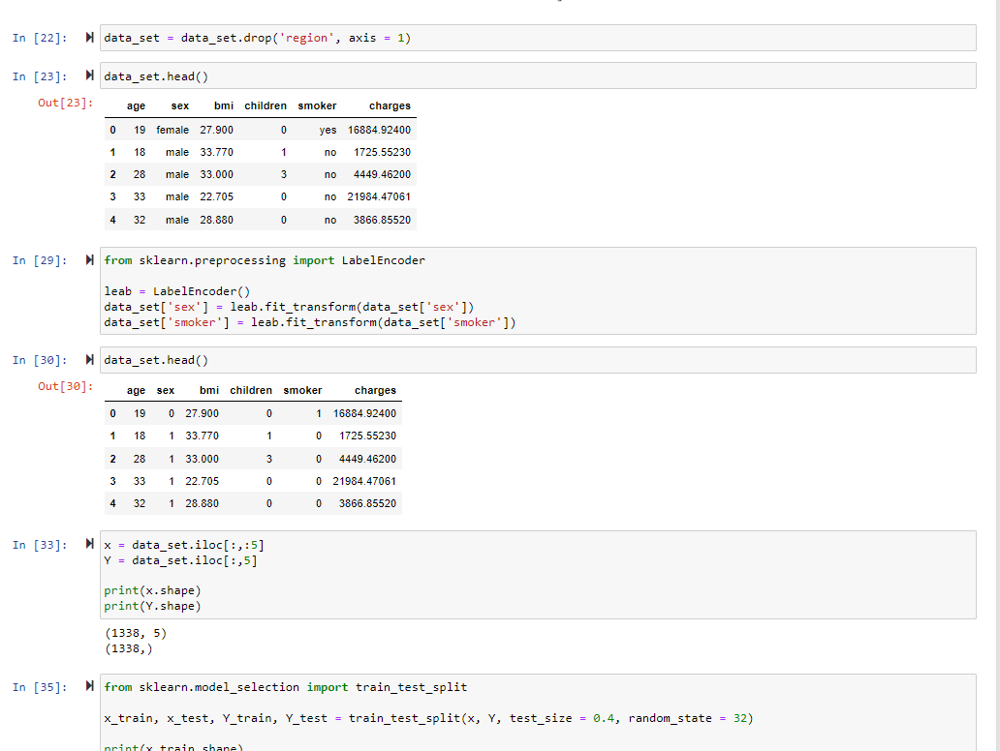 In [22]: data_set = data_set.drop('region', axis = 1)
In [23]: data_set.head()
Out[23]:
age sex bmi children smoker charges
0 19 female 27.900 0 yes 16884.92400
1 18 male 33.770 1 no 1725.55230
2 28 male 33.000 3 no 4449.46200
3 33 male 22.705 0 no 21984.47061
4 32 male 28.880 0 no 3866.85520
In [29]: from sklearn.preprocessing import LabelEncoder
leab = LabelEncoder()
data_set['sex'] = leab.fit_transform(data_set['sex'])
data_set['smoker'] = leab.fit_transform(data_set['smoker'])
In [30]: data_set.head()
Out[30]:
age sex bmi children smoker charges
0 19 0 27.900 0 1 16884.92400
1 18 1 33.770 1 0 1725.55230
2 28 1 33.000 3 0 4449.46200
3 33 1 22.705 0 0 21984.47061
4 32 1 28.880 0 0 3866.85520
In [33]: x = data_set.iloc[:,:5]
Y = data_set.iloc[:,5]
print(x.shape)
print(Y.shape)
(1338, 5)
(1338,)
In [35]: from sklearn.model_selection import train_test_split
x_train, x_test, Y_train, Y_test = train_test_split(x, Y, test_size = 0.4, random_state = 32)
print(x_train.shape)